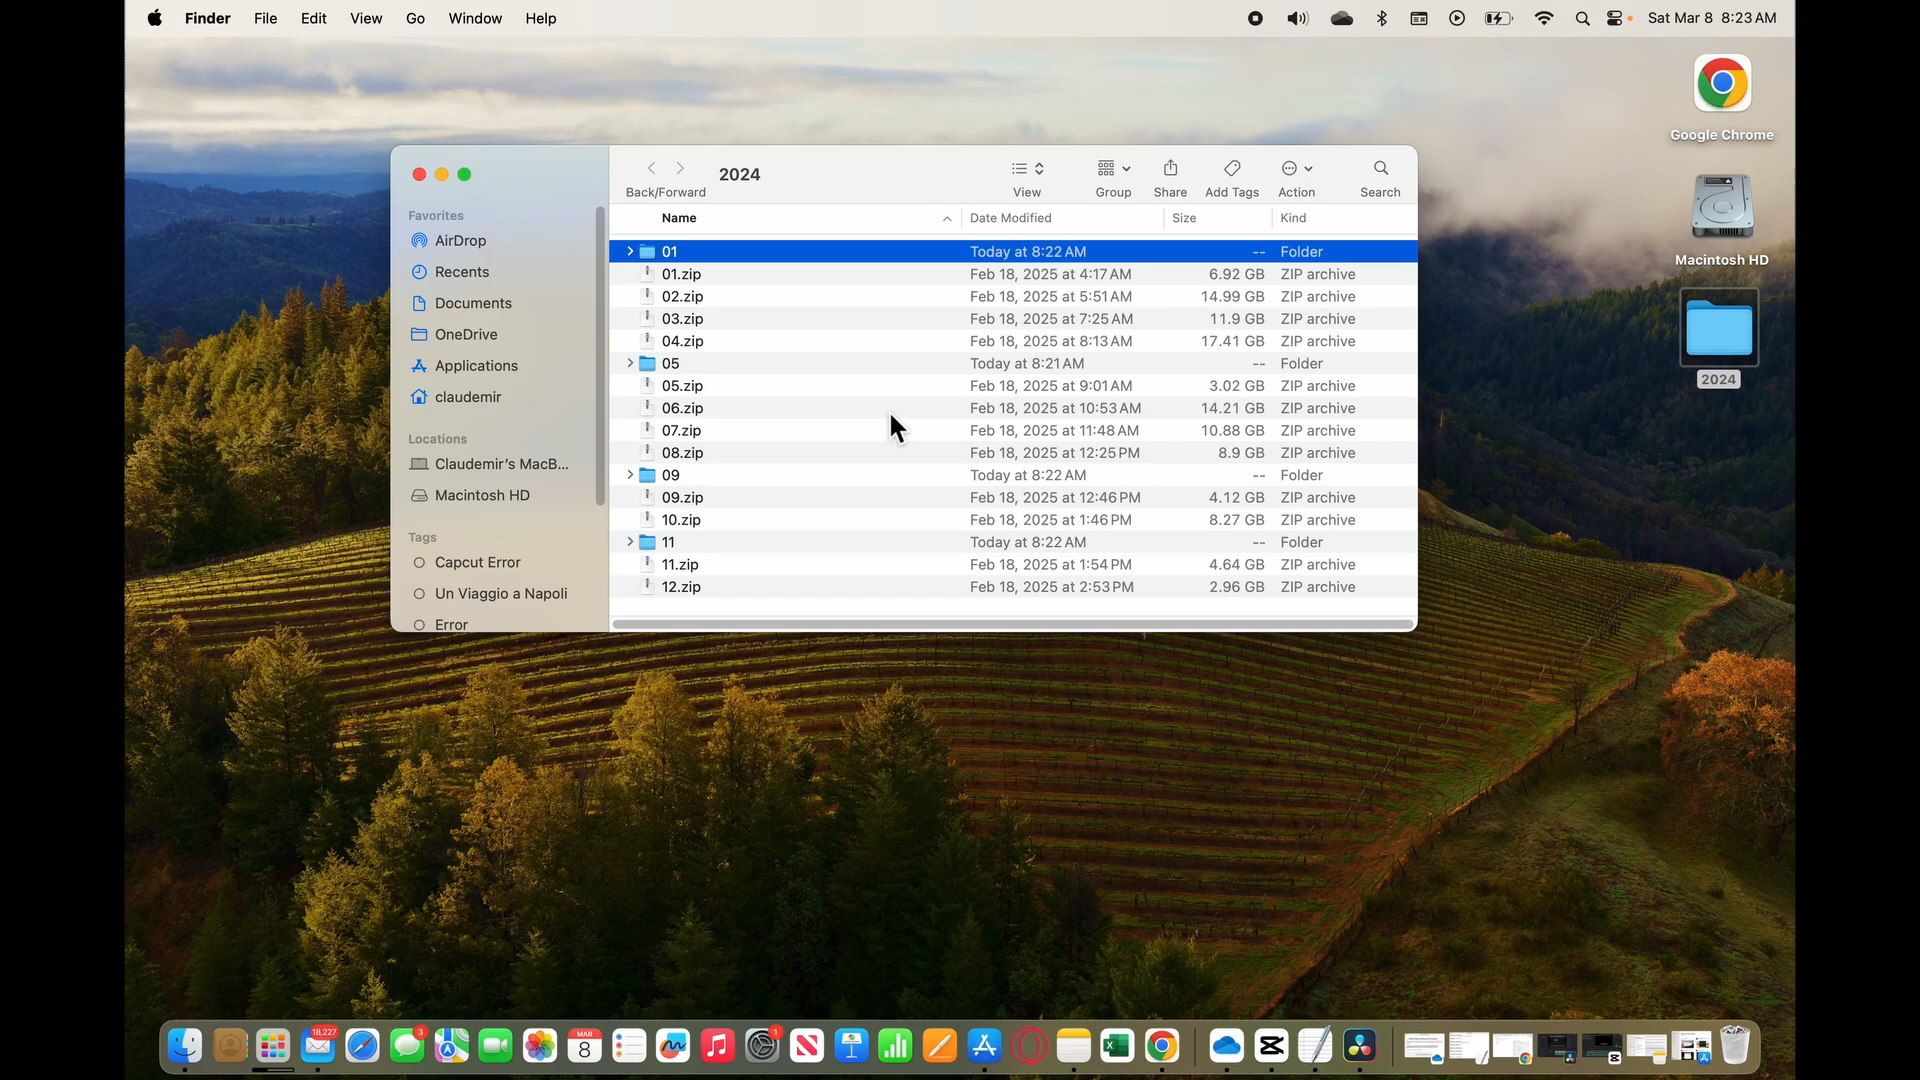 Finder File Edit View Go Window Help Sat Mar 8 8:23 AM
Google Chrome
Macintosh HD
2024
2024
Back/Forward View Group Share Add Tags Action Search
Favorites
AirDrop
Recents
Documents
OneDrive
Applications
claudemir
Locations
Claudemir's MacB...
Macintosh HD
Tags
Capcut Error
Un Viaggio a Napoli
Error
Name Date Modified Size Kind
01 Today at 8:22 AM -- Folder
01.zip Feb 18, 2025 at 4:17 AM 6.92 GB ZIP archive
02.zip Feb 18, 2025 at 5:51 AM 14.99 GB ZIP archive
03.zip Feb 18, 2025 at 7:25 AM 11.9 GB ZIP archive
04.zip Feb 18, 2025 at 8:13 AM 17.41 GB ZIP archive
05 Today at 8:21 AM -- Folder
05.zip Feb 18, 2025 at 9:01 AM 3.02 GB ZIP archive
06.zip Feb 18, 2025 at 10:53 AM 14.21 GB ZIP archive
07.zip Feb 18, 2025 at 11:48 AM 10.88 GB ZIP archive
08.zip Feb 18, 2025 at 12:25 PM 8.9 GB ZIP archive
09 Today at 8:22 AM -- Folder
09.zip Feb 18, 2025 at 12:46 PM 4.12 GB ZIP archive
10.zip Feb 18, 2025 at 1:46 PM 8.27 GB ZIP archive
11 Today at 8:22 AM -- Folder
11.zip Feb 18, 2025 at 1:54 PM 4.64 GB ZIP archive
12.zip Feb 18, 2025 at 2:53 PM 2.96 GB ZIP archive
18,227 3 MAR 8 1